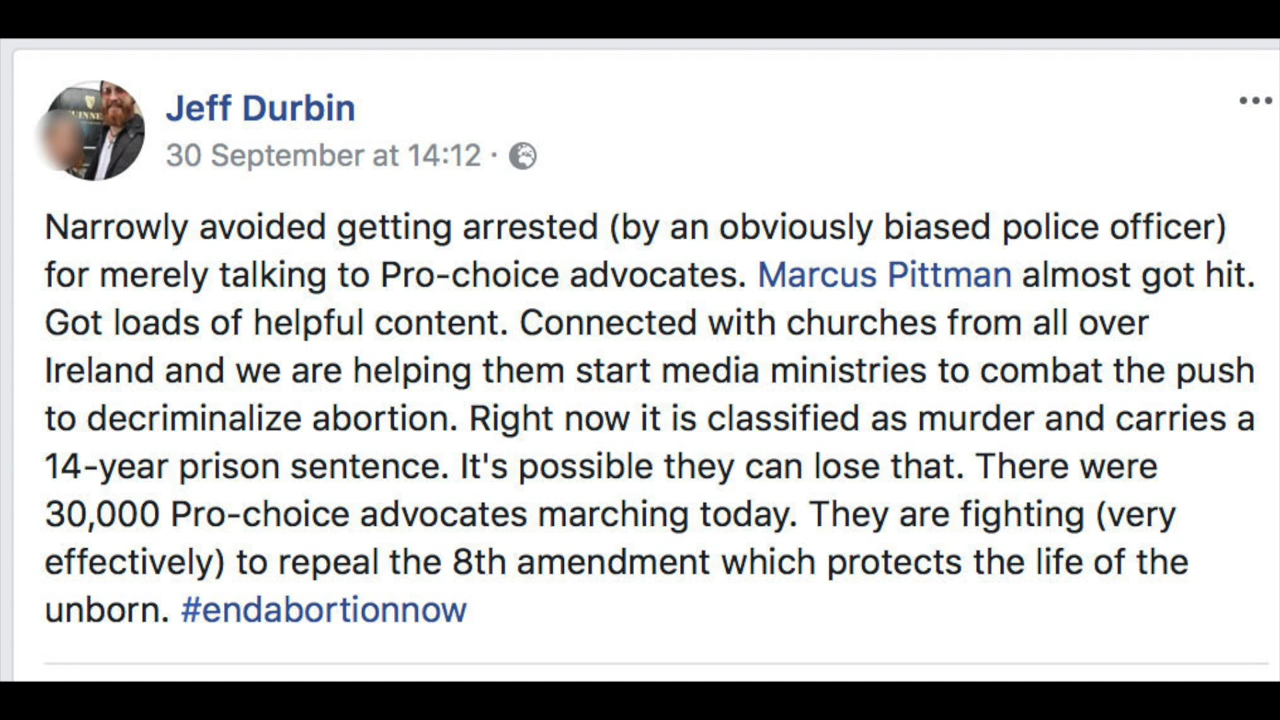 Jeff Durbin
30 September at 14:12 ·
Narrowly avoided getting arrested (by an obviously biased police officer)
for merely talking to Pro-choice advocates. Marcus Pittman almost got hit.
Got loads of helpful content. Connected with churches from all over
Ireland and we are helping them start media ministries to combat the push
to decriminalize abortion. Right now it is classified as murder and carries a
14-year prison sentence. It's possible they can lose that. There were
30,000 Pro-choice advocates marching today. They are fighting (very
effectively) to repeal the 8th amendment which protects the life of the
unborn. #endabortionnow